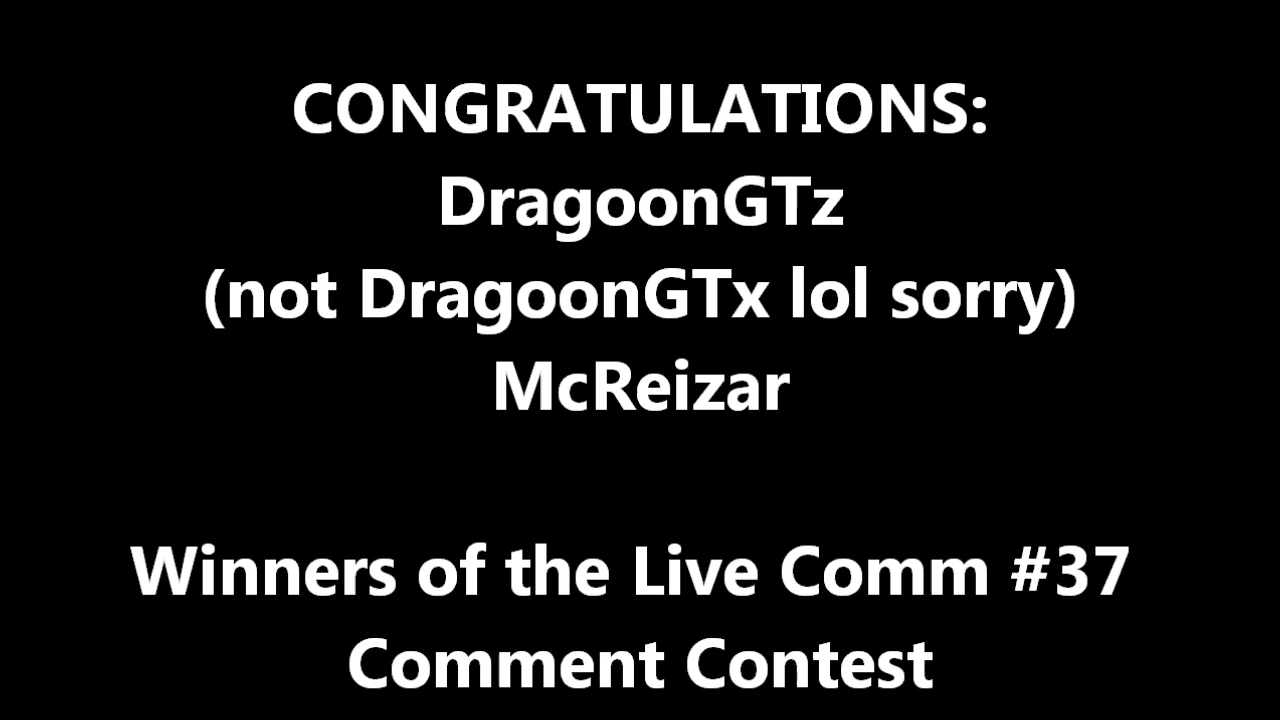 CONGRATULATIONS:
DragoonGTz
(not DragoonGTx lol sorry)
McReizar
Winners of the Live Comm #37
Comment Contest